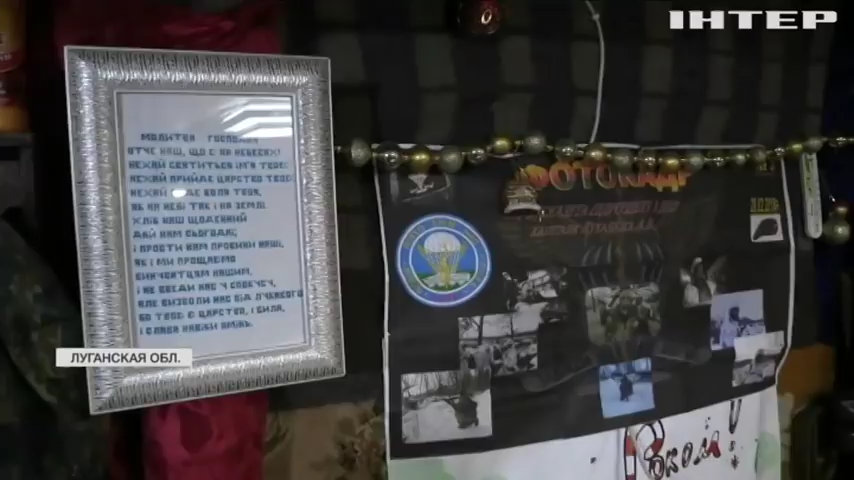 ІНТЕР
МОЛИТВА ГОСПОДНЯ
ОТЧЕ НАШ, ЩО Є НА НЕБЕСАХ!
НЕХАЙ СВЯТИТЬСЯ ІМ'Я ТВОЄ,
НЕХАЙ ПРИЙДЕ ЦАРСТВО ТВОЄ,
НЕХАЙ БУДЕ ВОЛЯ ТВОЯ,
ЯК НА НЕБІ ТАК І НА ЗЕМЛІ.
ХЛІБ НАШ ЩОДЕННИЙ
ДАЙ НАМ СЬОГОДНІ;
І ПРОСТИ НАМ ПРОВИНИ НАШІ,
ЯК І МИ ПРОЩАЄМО
ВИНУВАТЦЯМ НАШИМ,
І НЕ ВВЕДИ НАС У СПОКУСУ,
АЛЕ ВИЗВОЛИ НАС ВІД ЛУКАВОГО
БО ТВОЄ Є ЦАРСТВО, І СИЛА,
І СЛАВА НАВІКИ АМІНЬ.
ФОТОКАДР
ЛУГАНСКАЯ ОБЛ.